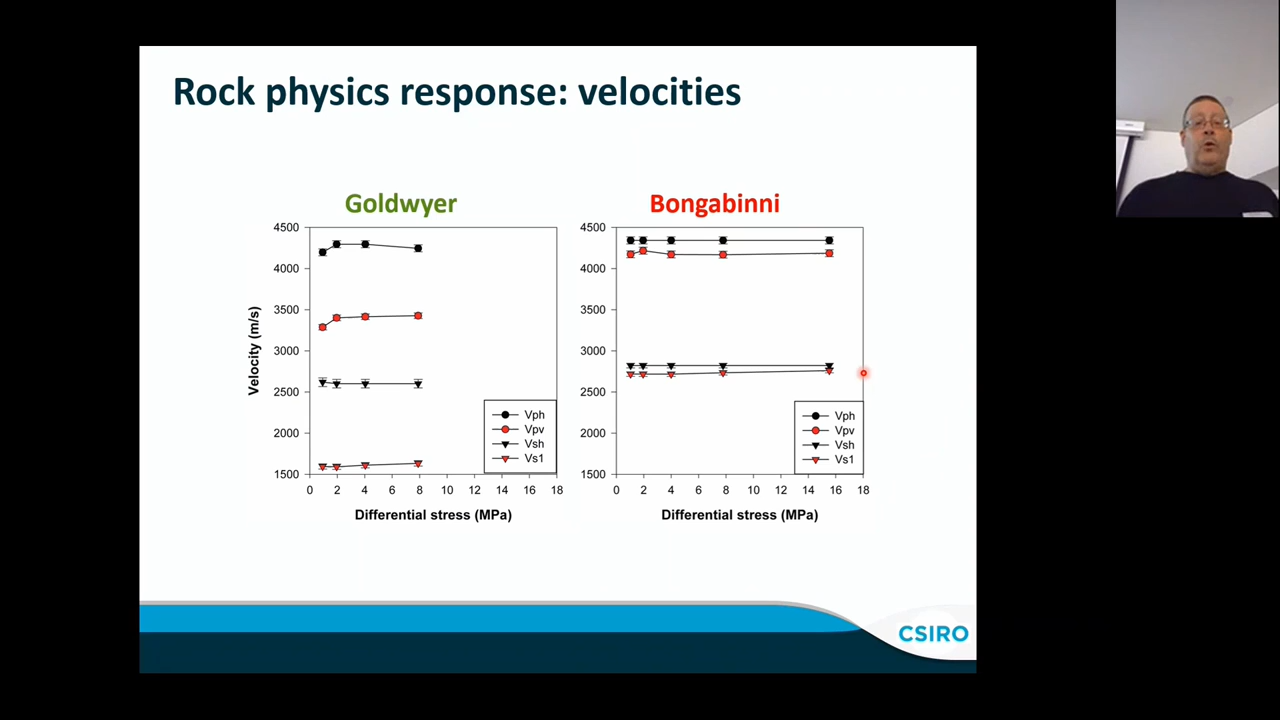 Rock physics response: velocities
Goldwyer
4500
4000
3500
3000
2500
2000
1500
Velocity (m/s)
Vph
Vpv
Vsh
Vs1
0 2 4 6 8 10 12 14 16 18
Differential stress (MPa)
Bongabinni
4500
4000
3500
3000
2500
2000
1500
Vph
Vpv
Vsh
Vs1
0 2 4 6 8 10 12 14 16 18
Differential stress (MPa)
CSIRO